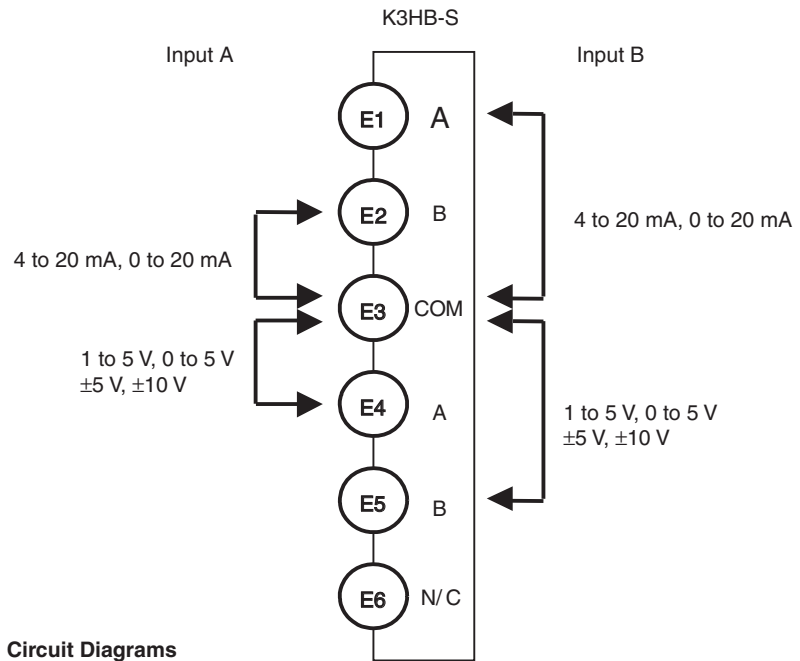 K3HB-S
Input A
Input B
E1 A
E2 B
4 to 20 mA, 0 to 20 mA
4 to 20 mA, 0 to 20 mA
E3 COM
1 to 5 V, 0 to 5 V
±5 V, ±10 V
E4 A
1 to 5 V, 0 to 5 V
±5 V, ±10 V
E5 B
E6 N/C
Circuit Diagrams